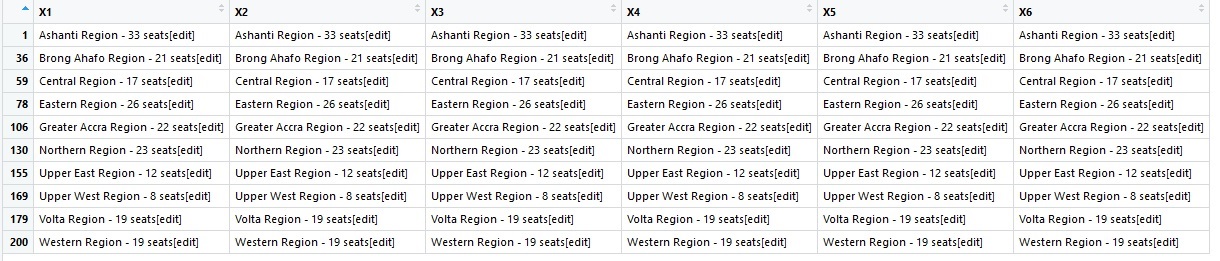 X1 X2 X3 X4 X5 X6
1 Ashanti Region - 33 seats[edit] Ashanti Region - 33 seats[edit] Ashanti Region - 33 seats[edit] Ashanti Region - 33 seats[edit] Ashanti Region - 33 seats[edit] Ashanti Region - 33 seats[edit]
36 Brong Ahafo Region - 21 seats[edit] Brong Ahafo Region - 21 seats[edit] Brong Ahafo Region - 21 seats[edit] Brong Ahafo Region - 21 seats[edit] Brong Ahafo Region - 21 seats[edit] Brong Ahafo Region - 21 seats[edit]
59 Central Region - 17 seats[edit] Central Region - 17 seats[edit] Central Region - 17 seats[edit] Central Region - 17 seats[edit] Central Region - 17 seats[edit] Central Region - 17 seats[edit]
78 Eastern Region - 26 seats[edit] Eastern Region - 26 seats[edit] Eastern Region - 26 seats[edit] Eastern Region - 26 seats[edit] Eastern Region - 26 seats[edit] Eastern Region - 26 seats[edit]
106 Greater Accra Region - 22 seats[edit] Greater Accra Region - 22 seats[edit] Greater Accra Region - 22 seats[edit] Greater Accra Region - 22 seats[edit] Greater Accra Region - 22 seats[edit] Greater Accra Region - 22 seats[edit]
130 Northern Region - 23 seats[edit] Northern Region - 23 seats[edit] Northern Region - 23 seats[edit] Northern Region - 23 seats[edit] Northern Region - 23 seats[edit] Northern Region - 23 seats[edit]
155 Upper East Region - 12 seats[edit] Upper East Region - 12 seats[edit] Upper East Region - 12 seats[edit] Upper East Region - 12 seats[edit] Upper East Region - 12 seats[edit] Upper East Region - 12 seats[edit]
169 Upper West Region - 8 seats[edit] Upper West Region - 8 seats[edit] Upper West Region - 8 seats[edit] Upper West Region - 8 seats[edit] Upper West Region - 8 seats[edit] Upper West Region - 8 seats[edit]
179 Volta Region - 19 seats[edit] Volta Region - 19 seats[edit] Volta Region - 19 seats[edit] Volta Region - 19 seats[edit] Volta Region - 19 seats[edit] Volta Region - 19 seats[edit]
200 Western Region - 19 seats[edit] Western Region - 19 seats[edit] Western Region - 19 seats[edit] Western Region - 19 seats[edit] Western Region - 19 seats[edit] Western Region - 19 seats[edit]